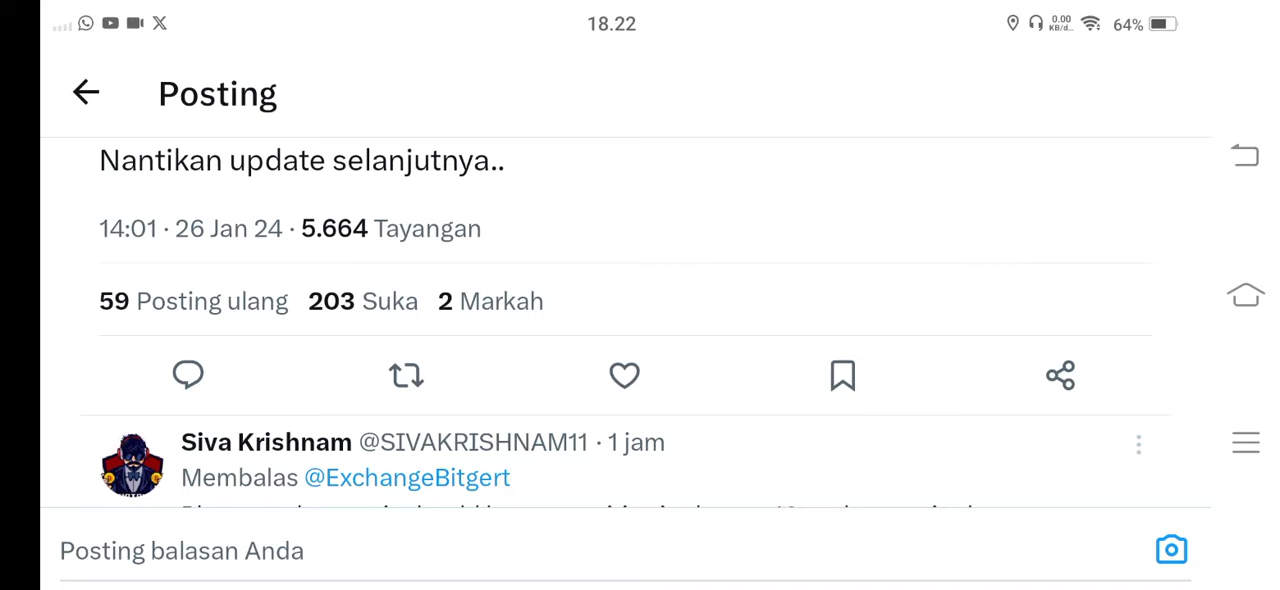 18.22
0.00
KB/d...
64%
Posting
Nantikan update selanjutnya..
14:01 · 26 Jan 24 · 5.664 Tayangan
59 Posting ulang 203 Suka 2 Markah
Siva Krishnam @SIVAKRISHNAM11 · 1 jam
Membalas @ExchangeBitgert
Posting balasan Anda